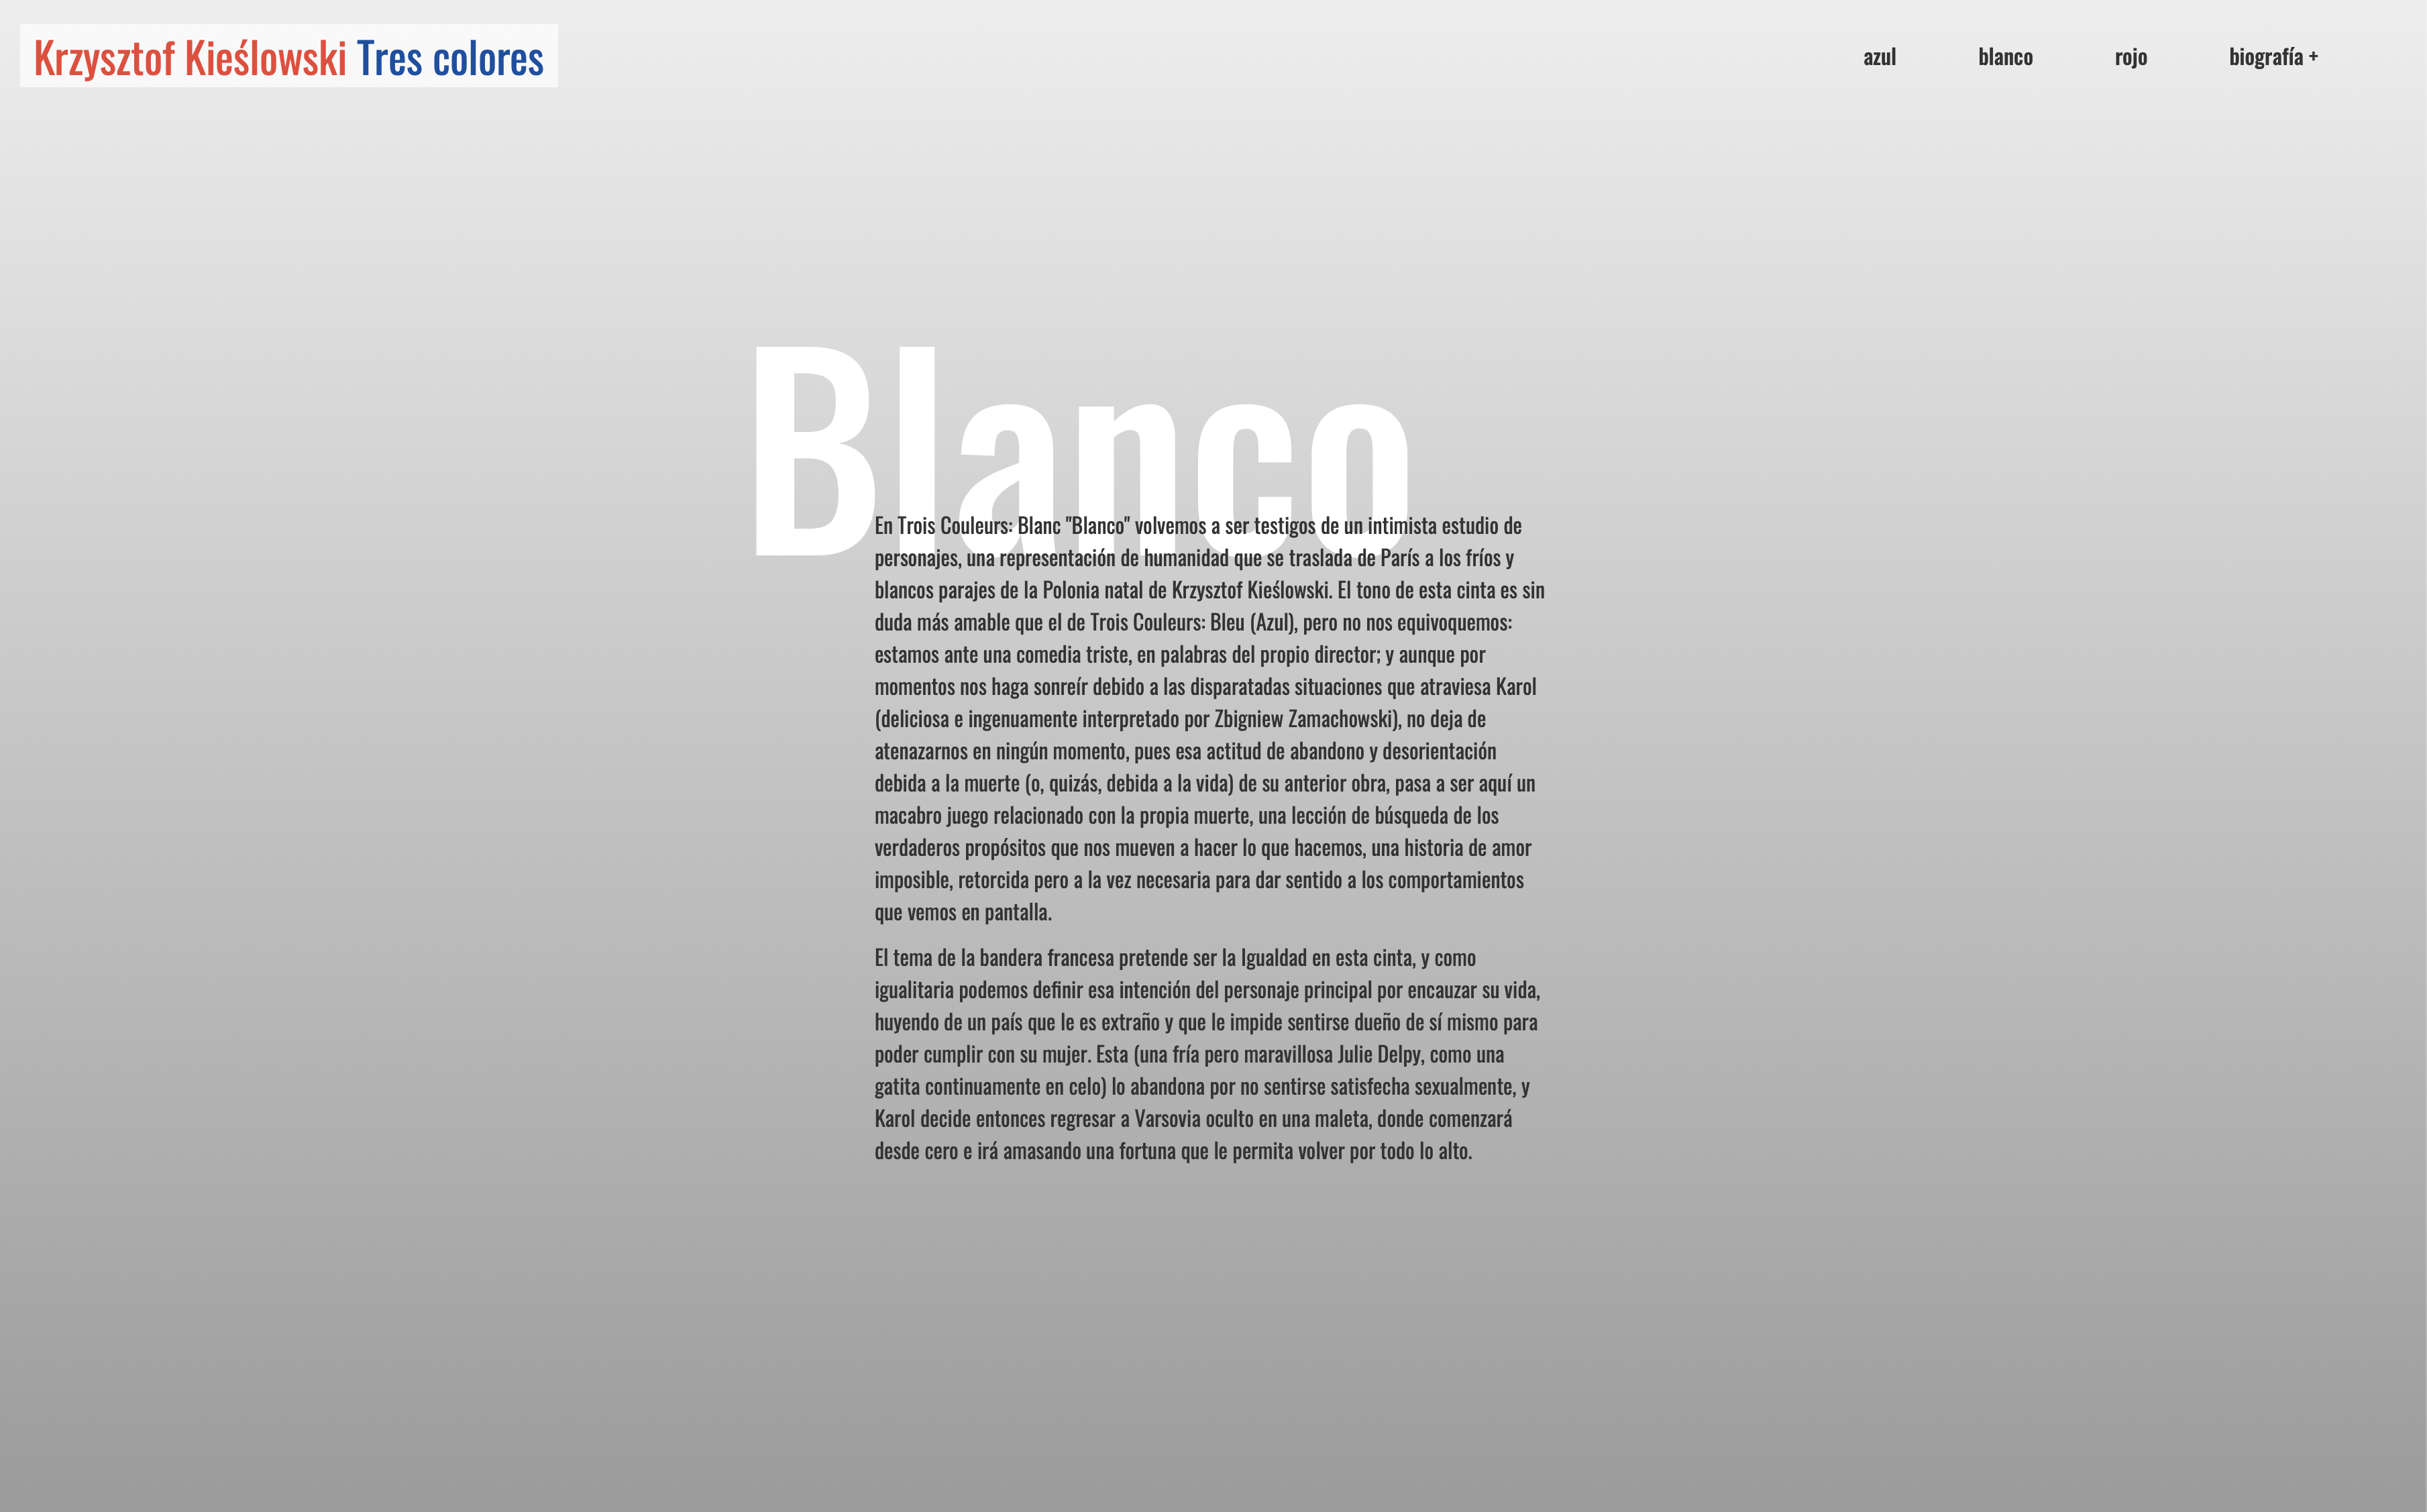 Krzysztof Kieślowski Tres colores
azul blanco rojo biografía +
Blanco
En Trois Couleurs: Blanc "Blanco" volvemos a ser testigos de un intimista estudio de
personajes, una representación de humanidad que se traslada de París a los fríos y
blancos parajes de la Polonia natal de Krzysztof Kieślowski. El tono de esta cinta es sin
duda más amable que el de Trois Couleurs: Bleu (Azul), pero no nos equivoquemos:
estamos ante una comedia triste, en palabras del propio director; y aunque por
momentos nos haga sonreír debido a las disparatadas situaciones que atraviesa Karol
(deliciosa e ingenuamente interpretado por Zbigniew Zamachowski), no deja de
atenazarnos en ningún momento, pues esa actitud de abandono y desorientación
debida a la muerte (o, quizás, debida a la vida) de su anterior obra, pasa a ser aquí un
macabro juego relacionado con la propia muerte, una lección de búsqueda de los
verdaderos propósitos que nos mueven a hacer lo que hacemos, una historia de amor
imposible, retorcida pero a la vez necesaria para dar sentido a los comportamientos
que vemos en pantalla.
El tema de la bandera francesa pretende ser la Igualdad en esta cinta, y como
igualitaria podemos definir esa intención del personaje principal por encauzar su vida,
huyendo de un país que le es extraño y que le impide sentirse dueño de sí mismo para
poder cumplir con su mujer. Esta (una fría pero maravillosa Julie Delpy, como una
gatita continuamente en celo) lo abandona por no sentirse satisfecha sexualmente, y
Karol decide entonces regresar a Varsovia oculto en una maleta, donde comenzará
desde cero e irá amasando una fortuna que le permita volver por todo lo alto.